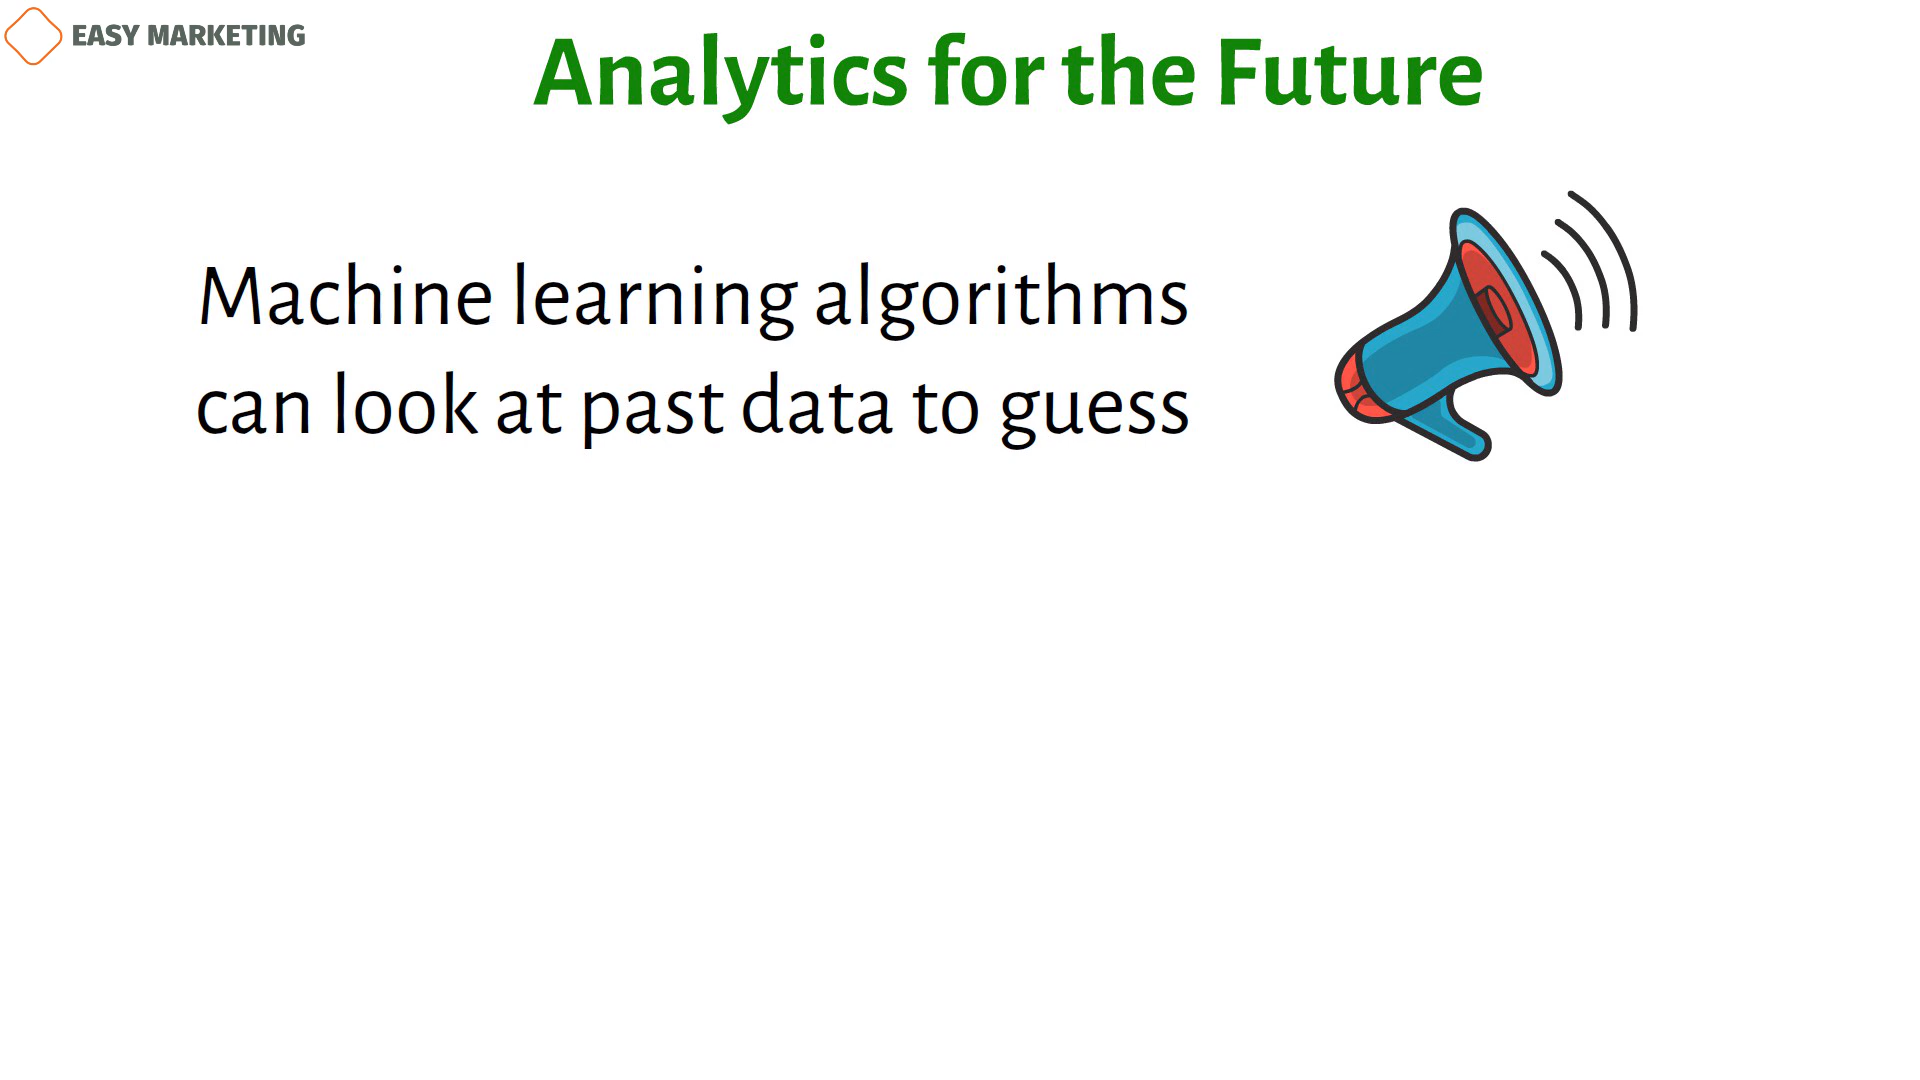 EASY MARKETING
Analytics for the Future
Machine learning algorithms
can look at past data to guess